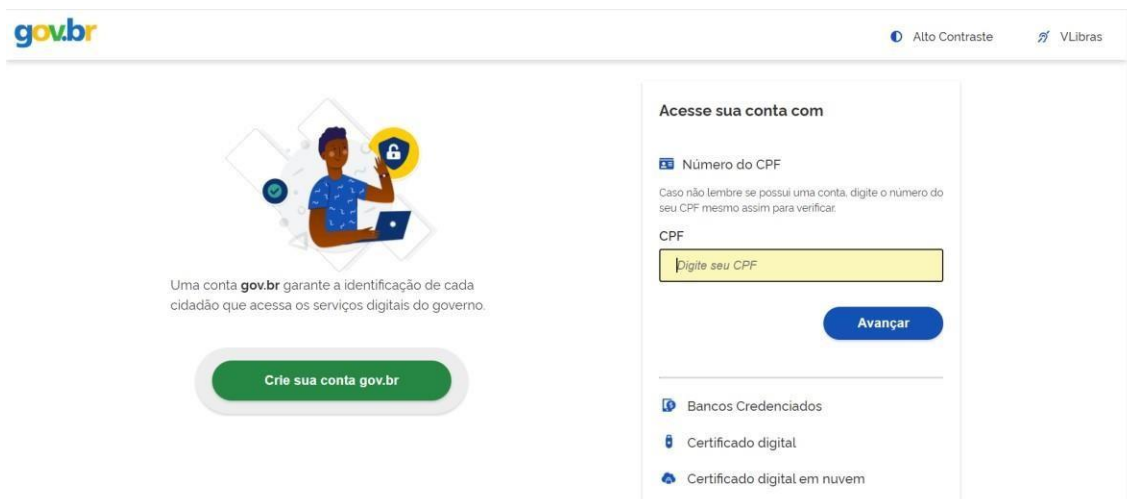 gov.br
Alto Contraste
VLibras
Uma conta gov.br garante a identificação de cada
cidadão que acessa os serviços digitais do governo.
Crie sua conta gov.br
Acesse sua conta com
Número do CPF
Caso não lembre se possui uma conta, digite o número do
seu CPF mesmo assim para verificar.
CPF
Digite seu CPF
Avançar
Bancos Credenciados
Certificado digital
Certificado digital em nuvem